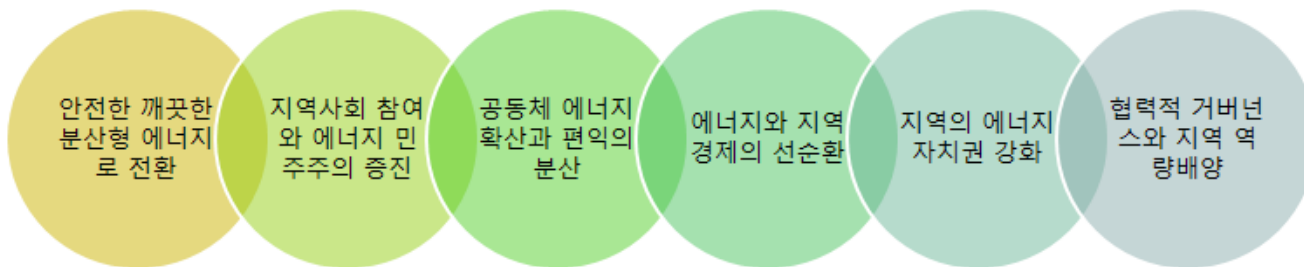 안전한 깨끗한
분산형 에너지
로 전환
지역사회 참여
와 에너지 민
주주의 증진
공동체 에너지
확산과 편익의
분산
에너지와 지역
경제의 선순환
지역의 에너지
자치권 강화
협력적 거버넌
스와 지역 역
량배양